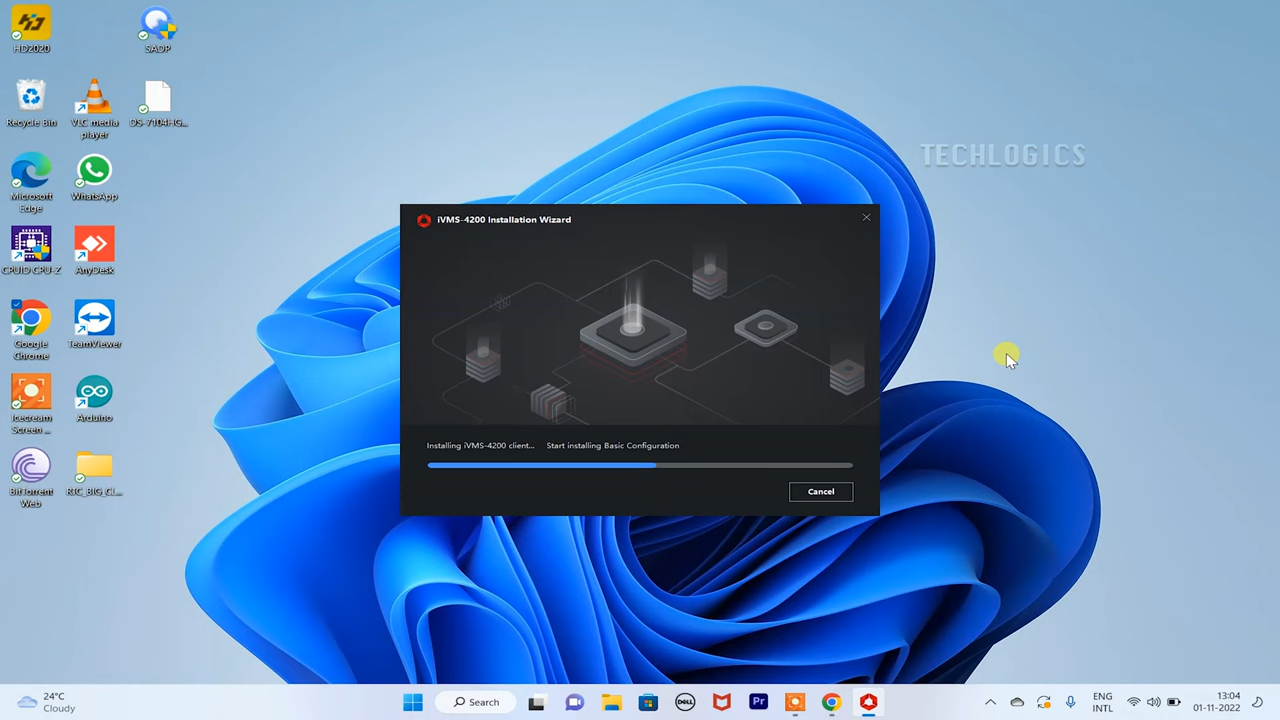 HD2020
SADP
Recycle Bin
VLC media
player
DS-7104HG...
TECHLOGICS
Microsoft
Edge
WhatsApp
iVMS-4200 Installation Wizard
CPUID CPU-Z
AnyDesk
Google
Chrome
TeamViewer
Icecream
Screen ...
Arduino
Installing iVMS-4200 client... Start installing Basic Configuration
Cancel
BitTorrent
Web
RTC_BIG_CL...
24°C
Cloudy
Search
DELL
Pr
ENG
INTL
13:04
01-11-2022